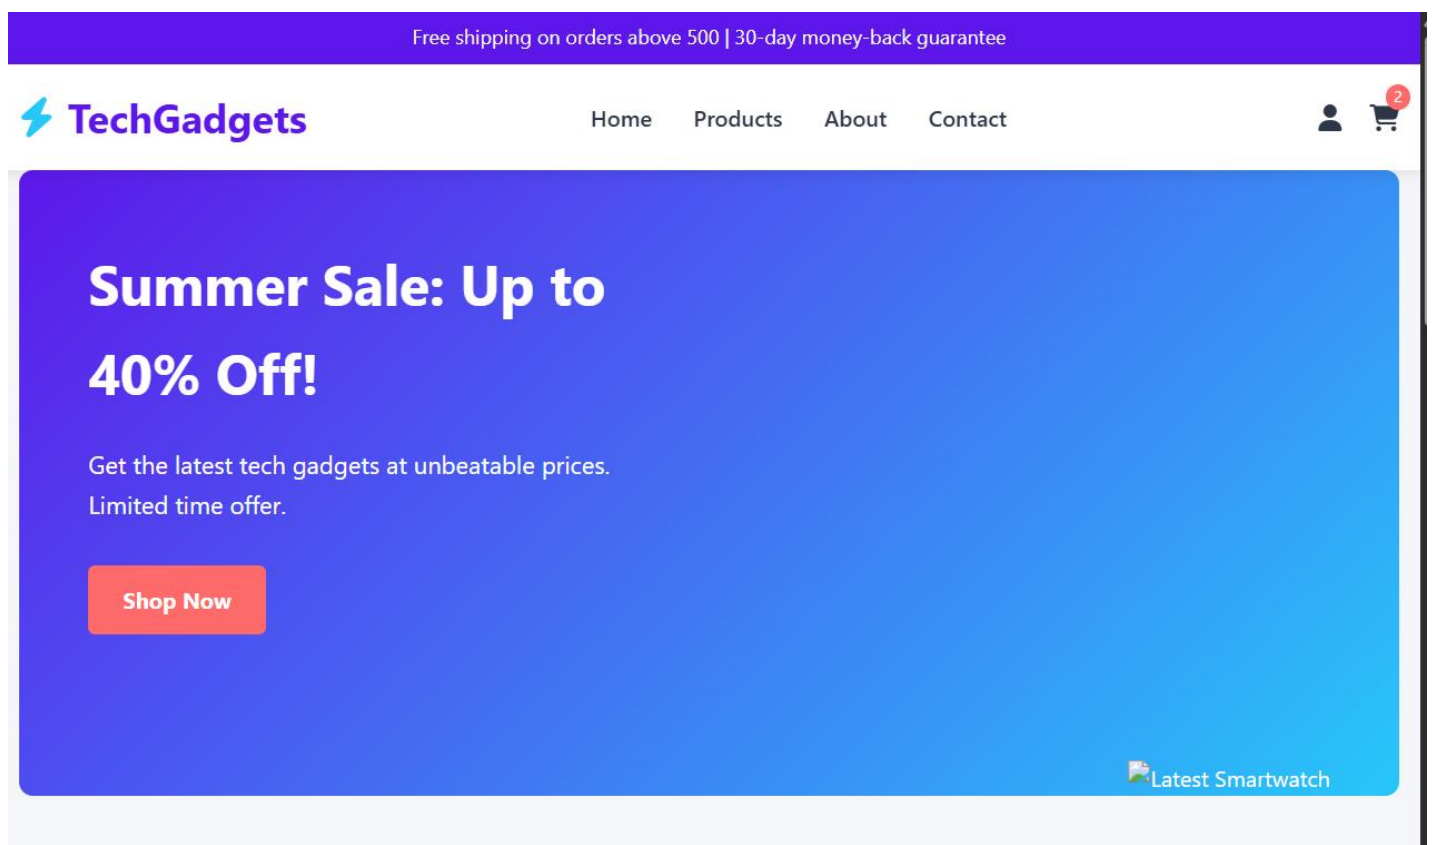 Free shipping on orders above 500 | 30-day money-back guarantee
TechGadgets
Home Products About Contact
2
Summer Sale: Up to
40% Off!
Get the latest tech gadgets at unbeatable prices.
Limited time offer.
Shop Now
Latest Smartwatch